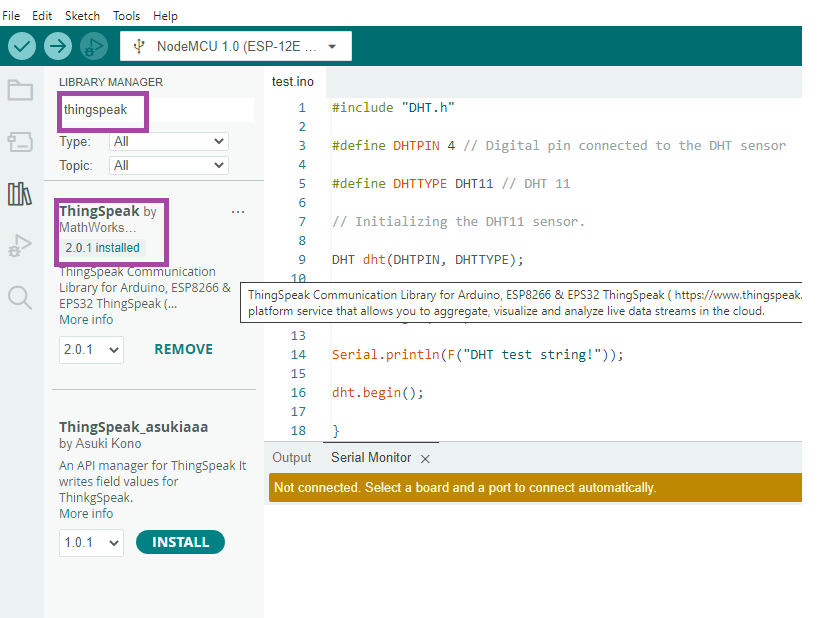 File Edit Sketch Tools Help
NodeMCU 1.0 (ESP-12E ...
LIBRARY MANAGER
thingspeak
Type: All
Topic: All
ThingSpeak by
MathWorks...
2.0.1 installed
ThingSpeak Communication
Library for Arduino, ESP8266 &
EPS32 ThingSpeak (...
More info
2.0.1 REMOVE
ThingSpeak_asukiaaa
by Asuki Kono
An API manager for ThingSpeak It
writes field values for
ThinkgSpeak.
More info
1.0.1 INSTALL
test.ino
1 #include "DHT.h"
2
3 #define DHTPIN 4 // Digital pin connected to the DHT sensor
4
5 #define DHTTYPE DHT11 // DHT 11
6
7 // Initializing the DHT11 sensor.
8
9 DHT dht(DHTPIN, DHTTYPE);
10
ThingSpeak Communication Library for Arduino, ESP8266 & EPS32 ThingSpeak ( https://www.thingspeak.
platform service that allows you to aggregate, visualize and analyze live data streams in the cloud.
13
14 Serial.println(F("DHT test string!"));
15
16 dht.begin();
17
18 }
Output Serial Monitor
Not connected. Select a board and a port to connect automatically.